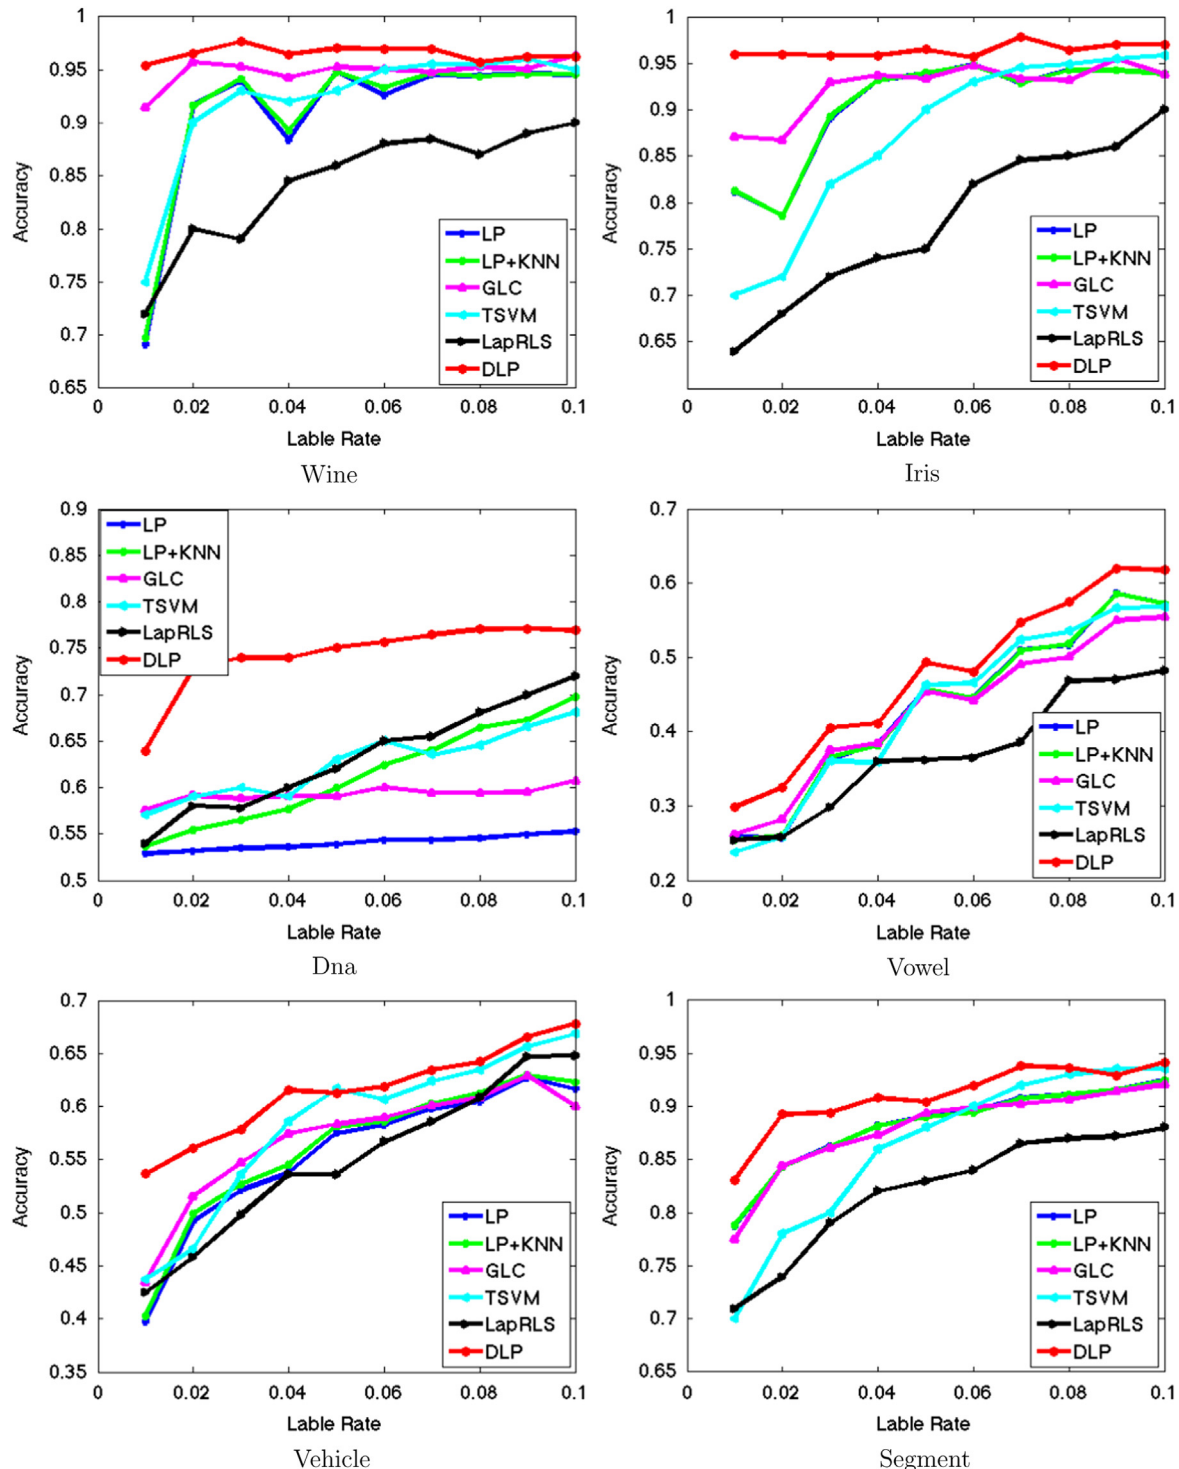 1
0.95
0.9
0.85
0.8
0.75
0.7
0.65
Accuracy
LP
LP+KNN
GLC
TSVM
LapRLS
DLP
0 0.02 0.04 0.06 0.08 0.1
Lable Rate
Wine
1
0.95
0.9
0.85
0.8
0.75
0.7
0.65
Accuracy
LP
LP+KNN
GLC
TSVM
LapRLS
DLP
0 0.02 0.04 0.06 0.08 0.1
Lable Rate
Iris
0.9
0.85
0.8
0.75
0.7
0.65
0.6
0.55
0.5
Accuracy
LP
LP+KNN
GLC
TSVM
LapRLS
DLP
0 0.02 0.04 0.06 0.08 0.1
Lable Rate
Dna
0.7
0.6
0.5
0.4
0.3
0.2
Accuracy
LP
LP+KNN
GLC
TSVM
LapRLS
DLP
0 0.02 0.04 0.06 0.08 0.1
Lable Rate
Vowel
0.7
0.65
0.6
0.55
0.5
0.45
0.4
0.35
Accuracy
LP
LP+KNN
GLC
TSVM
LapRLS
DLP
0 0.02 0.04 0.06 0.08 0.1
Lable Rate
Vehicle
1
0.95
0.9
0.85
0.8
0.75
0.7
0.65
Accuracy
LP
LP+KNN
GLC
TSVM
LapRLS
DLP
0 0.02 0.04 0.06 0.08 0.1
Lable Rate
Segment